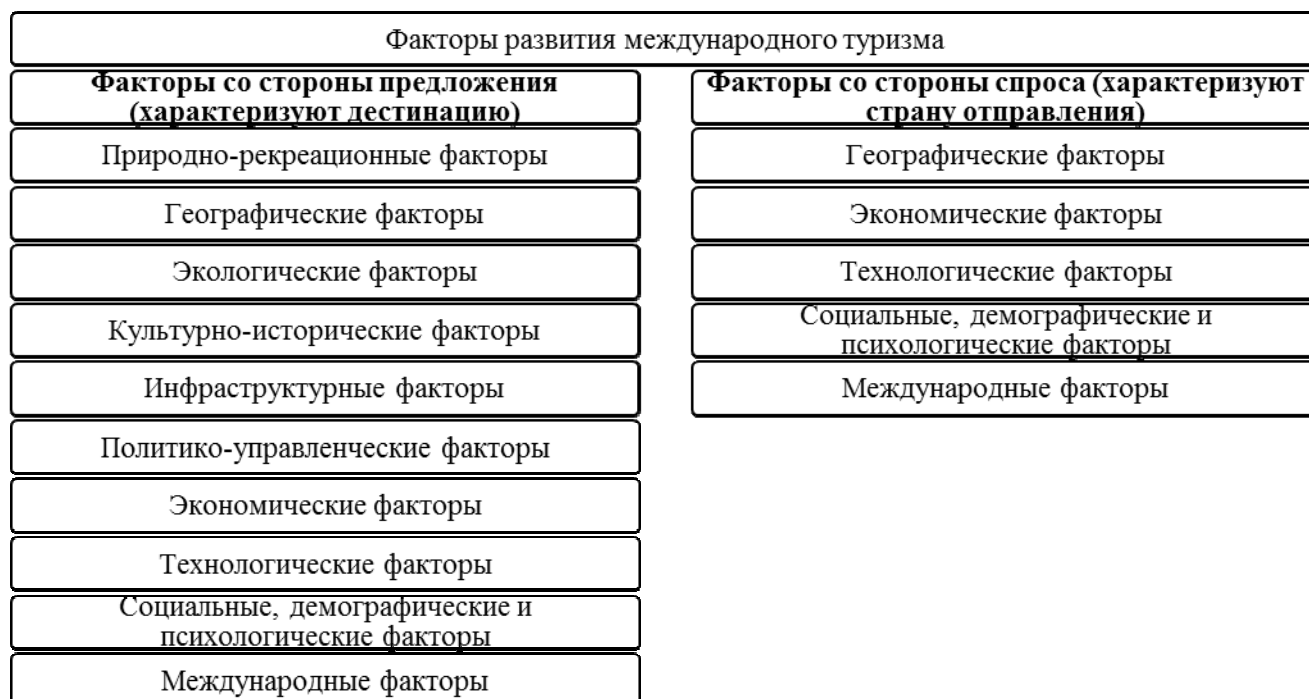 Факторы развития международного туризма
Факторы со стороны предложения
(характеризуют дестинацию)
Природно-рекреационные факторы
Географические факторы
Экологические факторы
Культурно-исторические факторы
Инфраструктурные факторы
Политико-управленческие факторы
Экономические факторы
Технологические факторы
Социальные, демографические и
психологические факторы
Международные факторы
Факторы со стороны спроса (характеризуют
страну отправления)
Географические факторы
Экономические факторы
Технологические факторы
Социальные, демографические и
психологические факторы
Международные факторы